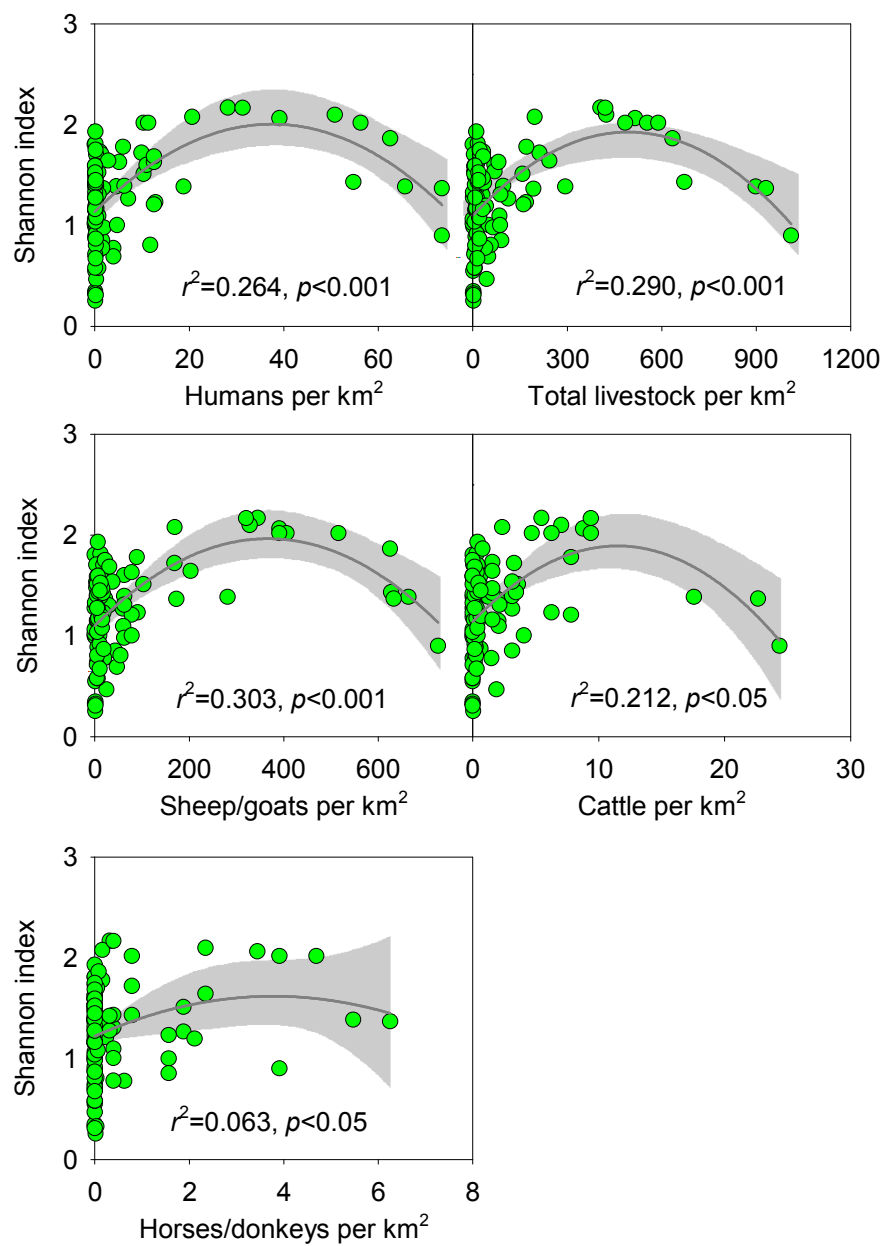 3
2
1
0
Shannon index
r²=0.264, p<0.001
r²=0.290, p<0.001
0 20 40 60
0 300 600 900 1200
Humans per km²
Total livestock per km²
3
2
1
0
Shannon index
r²=0.303, p<0.001
r²=0.212, p<0.05
0 200 400 600
0 10 20 30
Sheep/goats per km²
Cattle per km²
3
2
1
0
Shannon index
r²=0.063, p<0.05
0 2 4 6 8
Horses/donkeys per km²